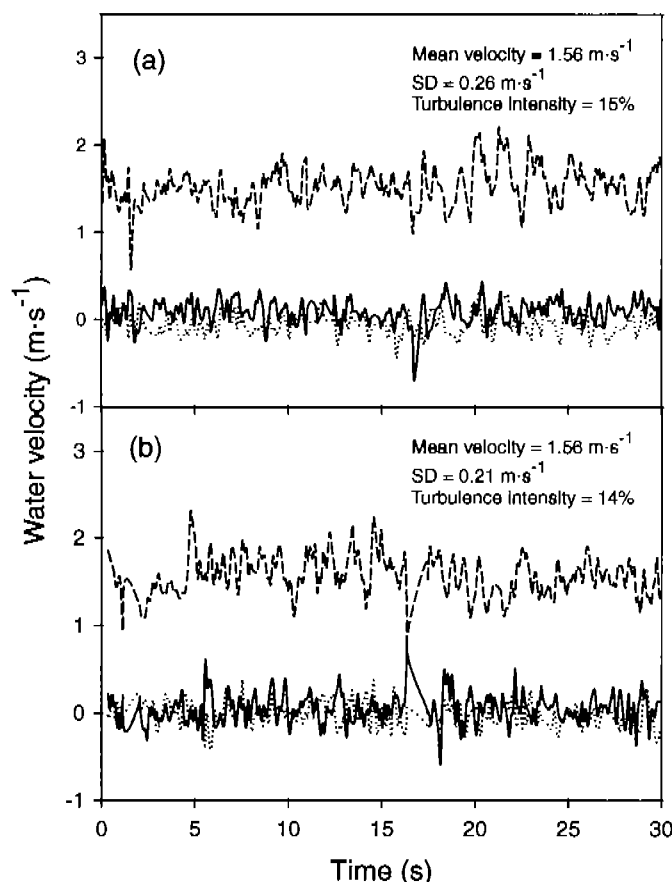 Water velocity (m·s⁻¹)
3
2
1
0
-1
(a)
Mean velocity = 1.56 m·s⁻¹
SD = 0.26 m·s⁻¹
Turbulence intensity = 15%
3
2
1
0
-1
(b)
Mean velocity = 1.56 m·s⁻¹
SD = 0.21 m·s⁻¹
Turbulence intensity = 14%
0 5 10 15 20 25 30
Time (s)